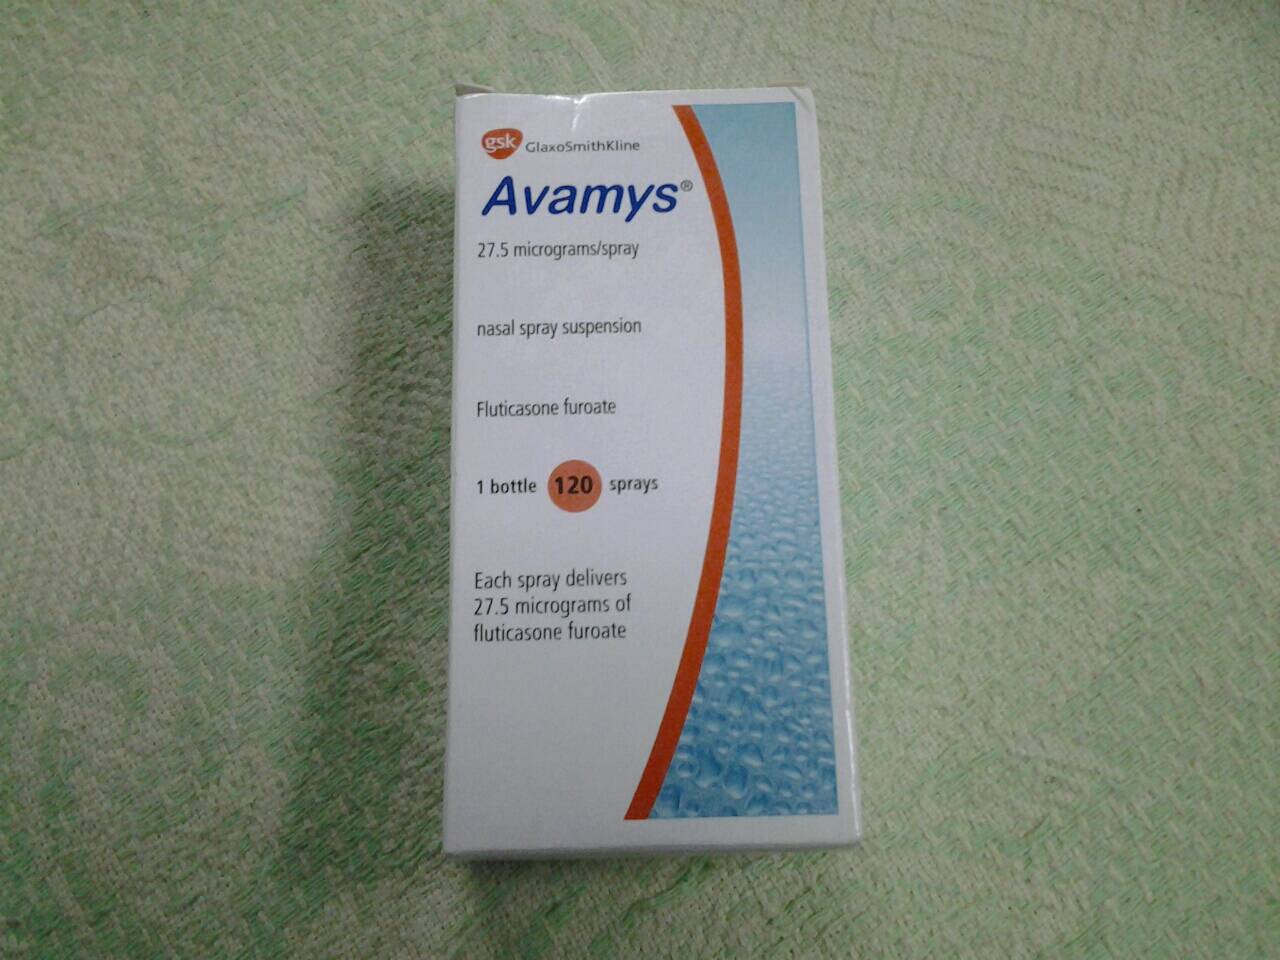 gsk GlaxoSmithKline
Avamys®
27.5 micrograms/spray
nasal spray suspension
Fluticasone furoate
1 bottle 120 sprays
Each spray delivers
27.5 micrograms of
fluticasone furoate